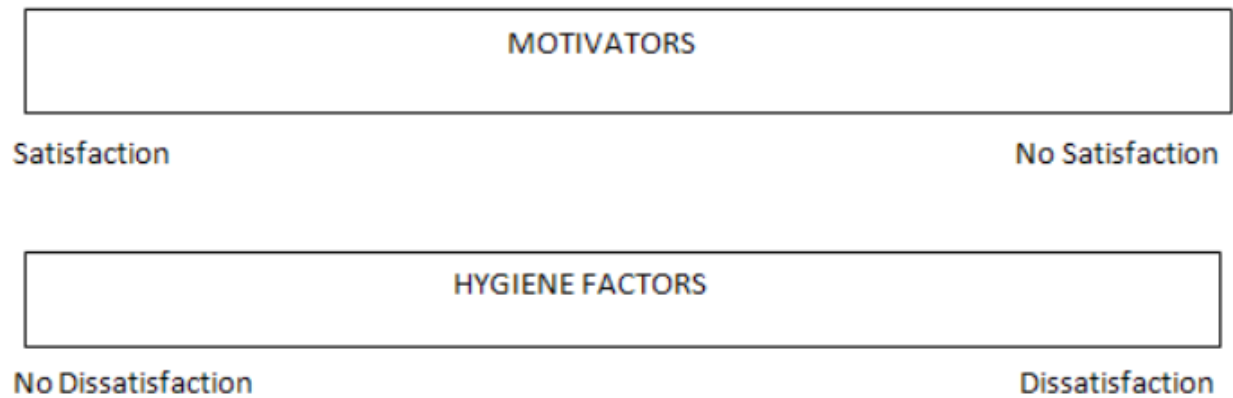 MOTIVATORS
Satisfaction No Satisfaction
HYGIENE FACTORS
No Dissatisfaction Dissatisfaction